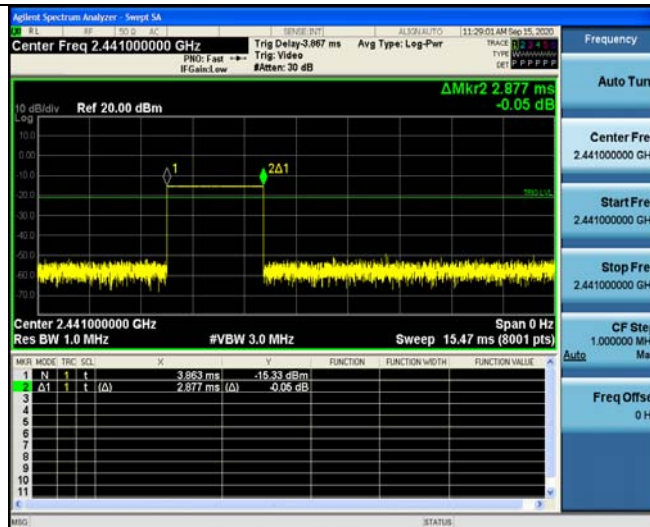 Agilent Spectrum Analyzer - Swept SA
RL RF 50 Ω AC SENSE:INT ALIGN AUTO 11:29:01 AM Sep 15, 2020
Center Freq 2.441000000 GHz
Trig Delay-3.867 ms Avg Type: Log-Pwr
PNO: Fast Trig: Video
IFGain:Low #Atten: 30 dB
TRACE 1 2 3 4 5 6
TYPE
DET P P P P P P
ΔMkr2 2.877 ms
-0.05 dB
10 dB/div Ref 20.00 dBm
Log
10.0
0.00
-10.0
-20.0
-30.0
-40.0
-50.0
-60.0
-70.0
1
2Δ1
TRIG LVL
Center 2.441000000 GHz Span 0 Hz
Res BW 1.0 MHz #VBW 3.0 MHz Sweep 15.47 ms (8001 pts)
MKR MODE TRC SCL X Y FUNCTION FUNCTION WIDTH FUNCTION VALUE
1 N 1 t 3.863 ms -15.33 dBm
2 Δ1 1 t (Δ) 2.877 ms (Δ) -0.05 dB
3
4
5
6
7
8
9
10
11
MSG STATUS
Frequency
Auto Tun
Center Fre
2.441000000 GH
Start Fre
2.441000000 GH
Stop Fre
2.441000000 GH
CF Ste
1.000000 MH
Auto Ma
Freq Offse
0 H